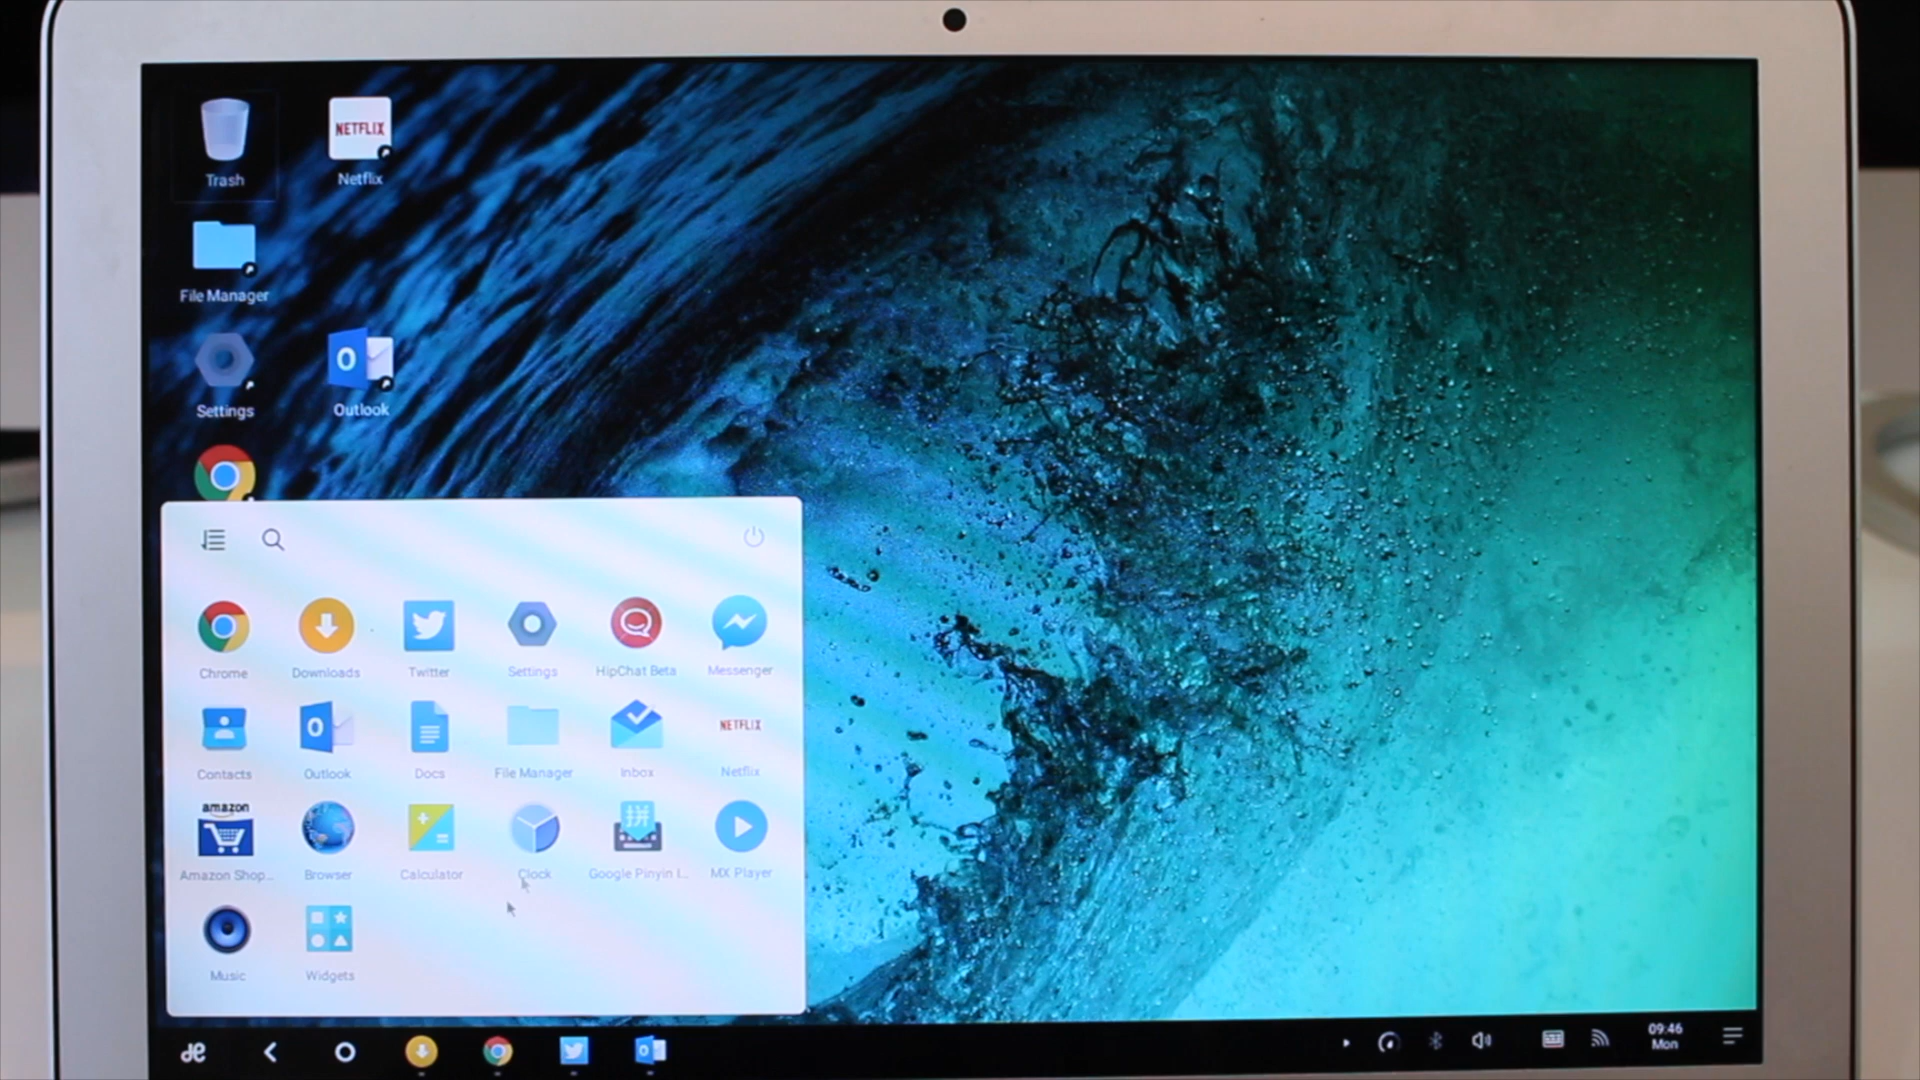 NETFLIX
Trash
Netflix
File Manager
Settings
Outlook
Chrome
Downloads
Twitter
Settings
HipChat Beta
Messenger
Contacts
Outlook
Docs
File Manager
Inbox
NETFLIX
Netflix
amazon
Amazon Shop...
Browser
Calculator
Clock
拼
Google Pinyin I...
MX Player
Music
Widgets
09:46
Mon